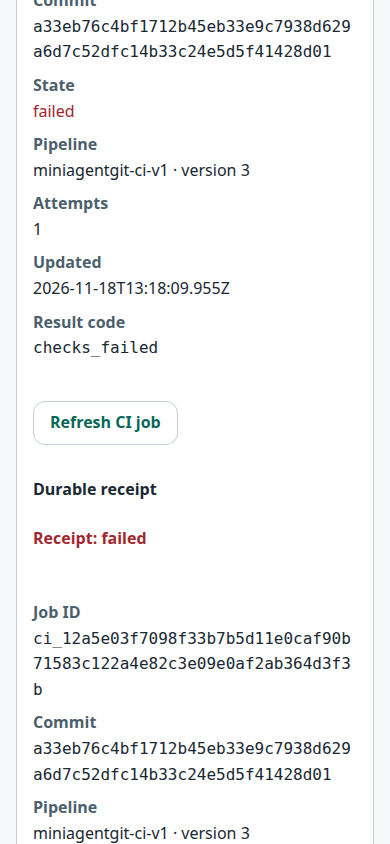 Commit
a33eb76c4bf1712b45eb33e9c7938d629
a6d7c52dfc14b33c24e5d5f41428d01
State
failed
Pipeline
miniagentgit-ci-v1 · version 3
Attempts
1
Updated
2026-11-18T13:18:09.955Z
Result code
checks_failed
Refresh CI job
Durable receipt
Receipt: failed
Job ID
ci_12a5e03f7098f33b7b5d11e0caf90b
71583c122a4e82c3e09e0af2ab364d3f3
b
Commit
a33eb76c4bf1712b45eb33e9c7938d629
a6d7c52dfc14b33c24e5d5f41428d01
Pipeline
miniagentgit-ci-v1 · version 3